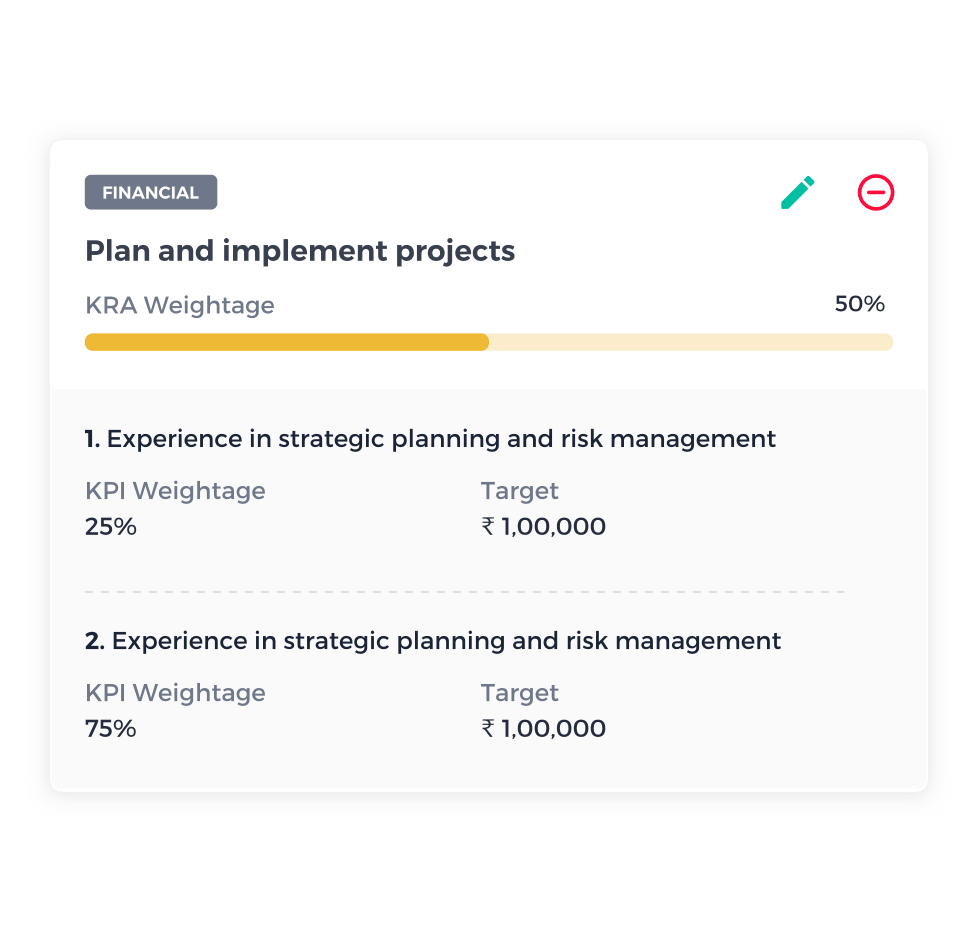 FINANCIAL
Plan and implement projects
KRA Weightage
50%
1. Experience in strategic planning and risk management
KPI Weightage
Target
25%
₹ 1,00,000
2. Experience in strategic planning and risk management
KPI Weightage
Target
75%
₹ 1,00,000